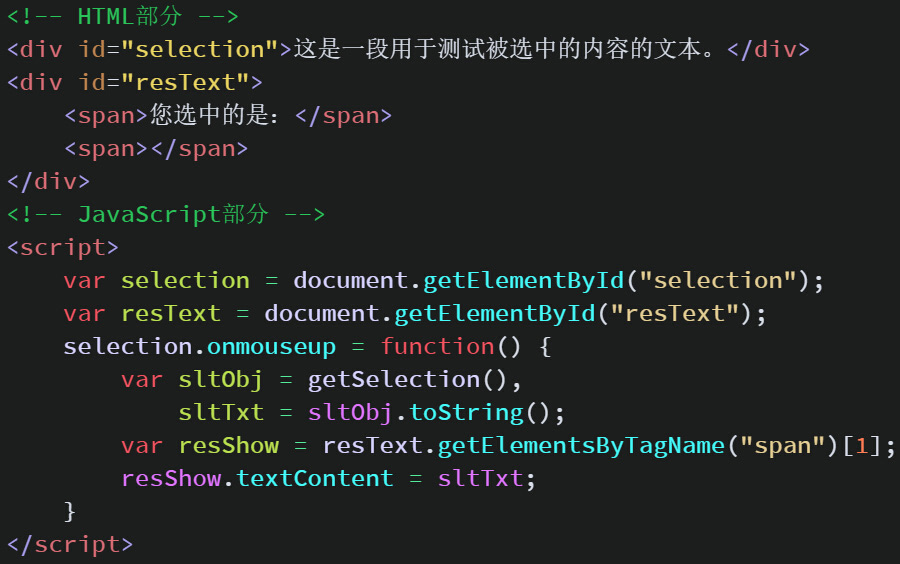 <!-- HTML部分 -->
<div id="selection">这是一段用于测试被选中的内容的文本。</div>
<div id="resText">
    <span>您选中的是：</span>
    <span></span>
</div>
<!-- JavaScript部分 -->
<script>
    var selection = document.getElementById("selection");
    var resText = document.getElementById("resText");
    selection.onmouseup = function() {
        var sltObj = getSelection(),
            sltTxt = sltObj.toString();
        var resShow = resText.getElementsByTagName("span")[1];
        resShow.textContent = sltTxt;
    }
</script>